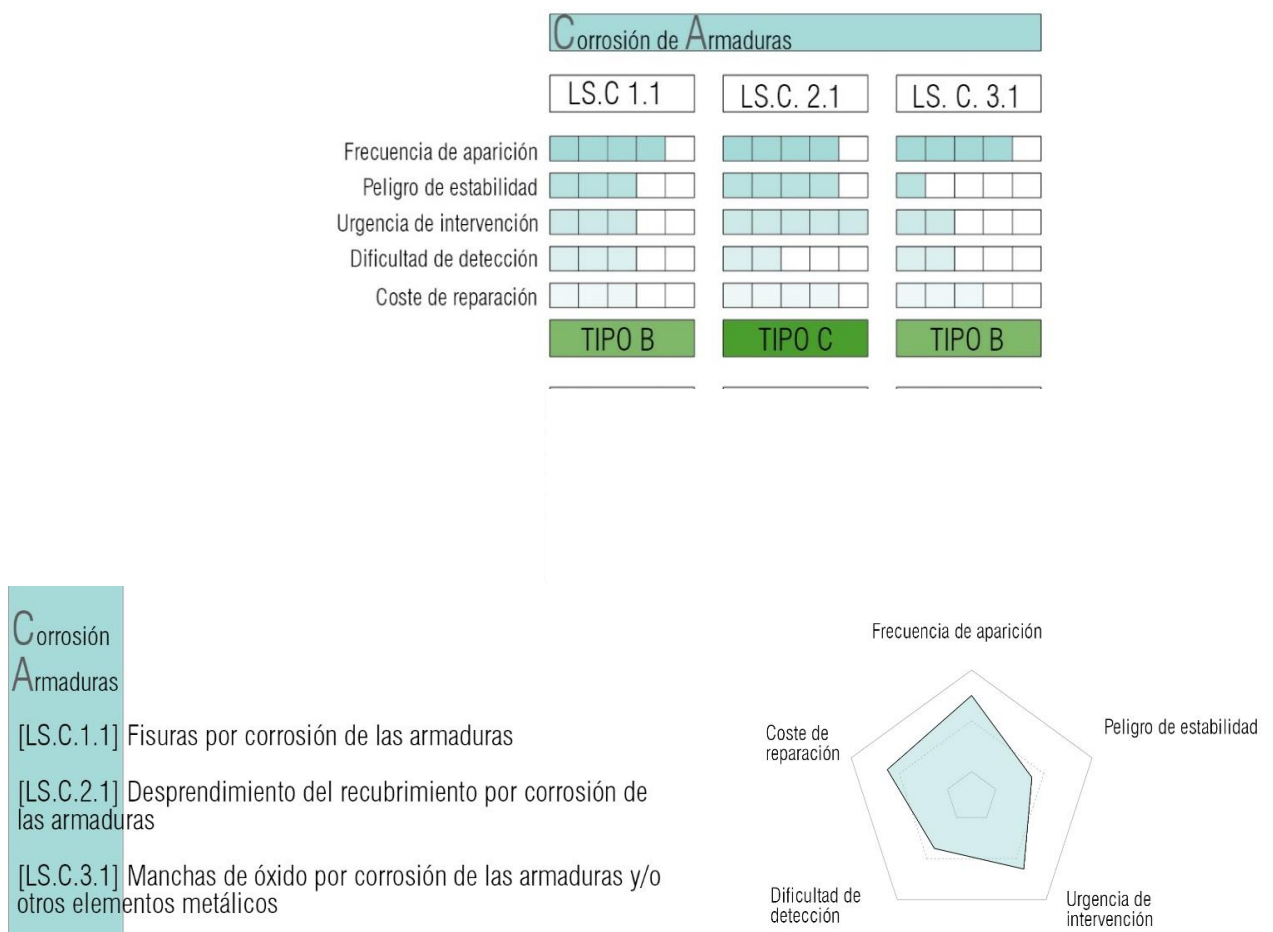 Corrosión de Armaduras
LS.C 1.1
LS.C. 2.1
LS. C. 3.1
Frecuencia de aparición
Peligro de estabilidad
Urgencia de intervención
Dificultad de detección
Coste de reparación
TIPO B
TIPO C
TIPO B
Corrosión
Armaduras
[LS.C.1.1] Fisuras por corrosión de las armaduras
[LS.C.2.1] Desprendimiento del recubrimiento por corrosión de
las armaduras
[LS.C.3.1] Manchas de óxido por corrosión de las armaduras y/o
otros elementos metálicos
Frecuencia de aparición
Peligro de estabilidad
Coste de
reparación
Dificultad de
detección
Urgencia de
intervención